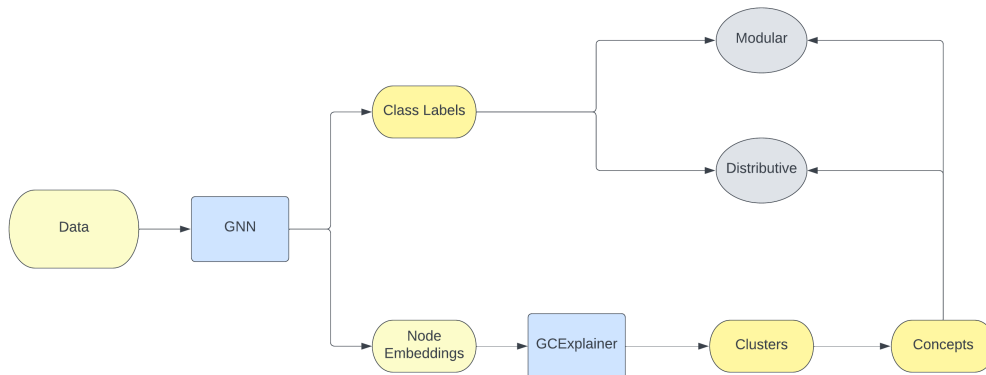 Modular
Class Labels
Distributive
Data
GNN
Node
Embeddings
GCExplainer
Clusters
Concepts